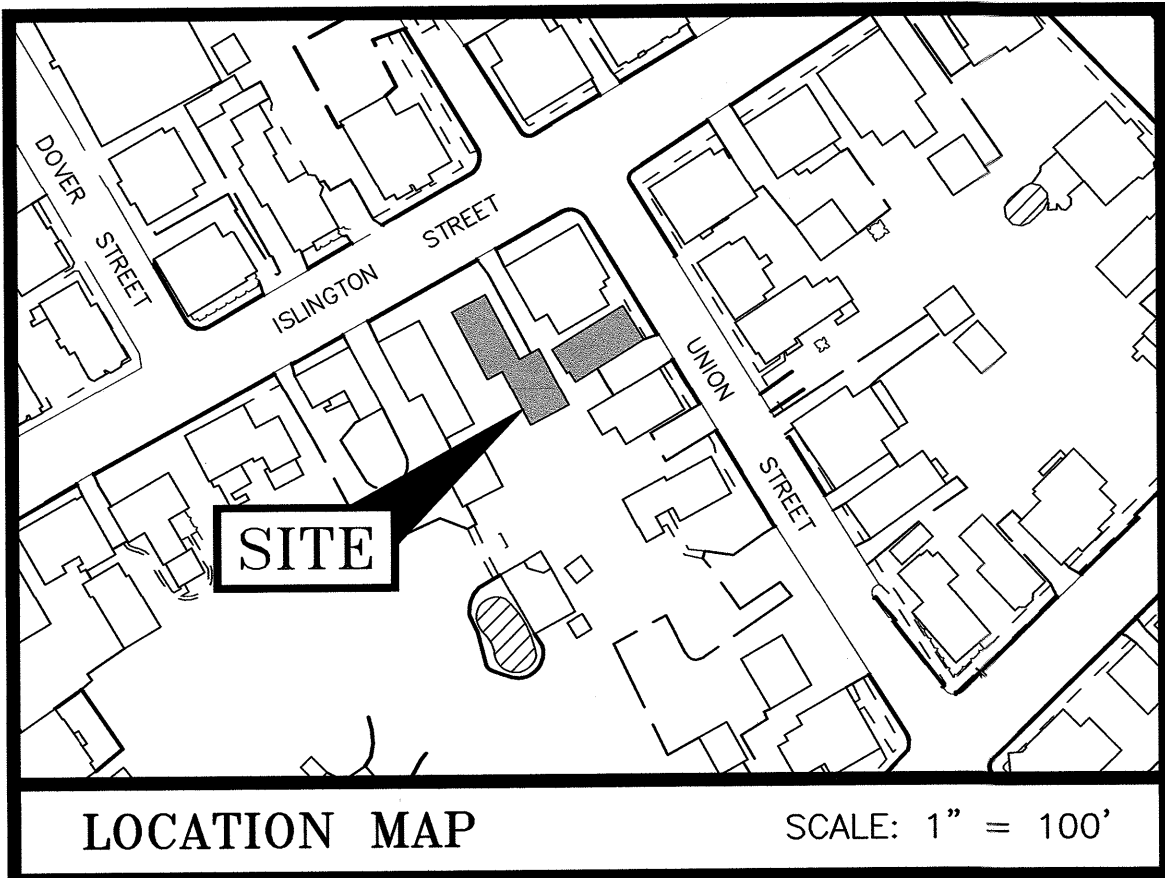 DOVER
STREET
ISLINGTON
STREET
UNION
STREET
SITE
LOCATION MAP
SCALE: 1" = 100'